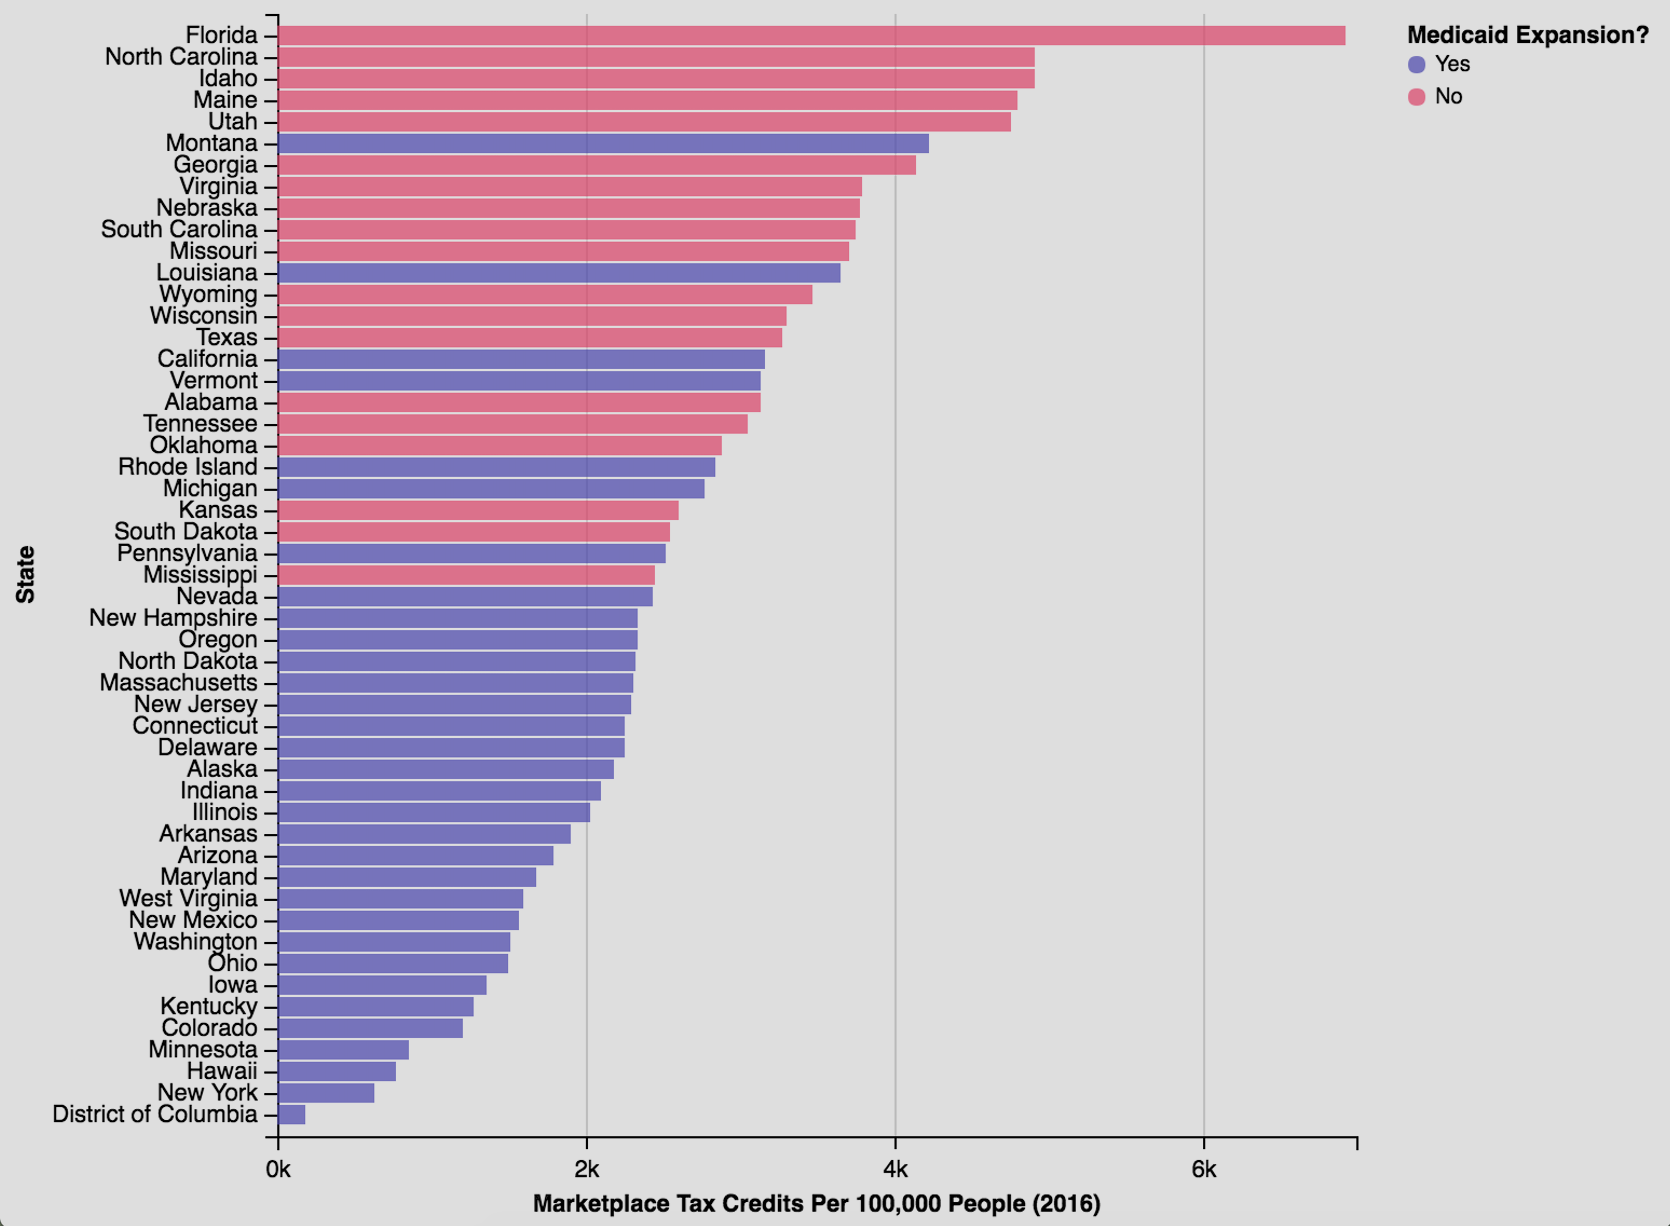 Medicaid Expansion?
Yes
No
State
Florida
North Carolina
Idaho
Maine
Utah
Montana
Georgia
Virginia
Nebraska
South Carolina
Missouri
Louisiana
Wyoming
Wisconsin
Texas
California
Vermont
Alabama
Tennessee
Oklahoma
Rhode Island
Michigan
Kansas
South Dakota
Pennsylvania
Mississippi
Nevada
New Hampshire
Oregon
North Dakota
Massachusetts
New Jersey
Connecticut
Delaware
Alaska
Indiana
Illinois
Arkansas
Arizona
Maryland
West Virginia
New Mexico
Washington
Ohio
Iowa
Kentucky
Colorado
Minnesota
Hawaii
New York
District of Columbia
0k 2k 4k 6k
Marketplace Tax Credits Per 100,000 People (2016)